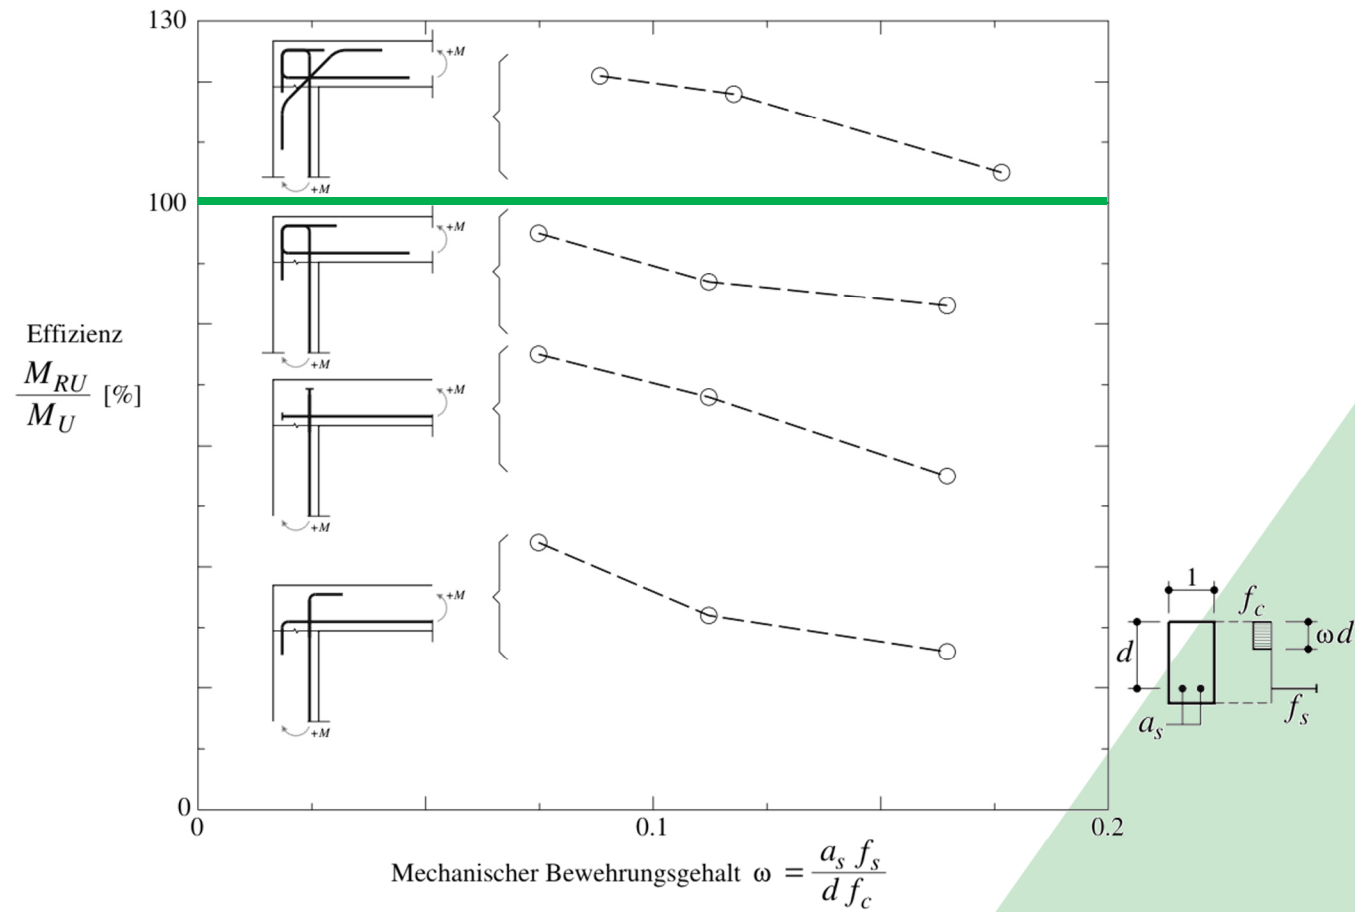 130
+M
+M
100
+M
+M
Effizienz
M_RU / M_U [%]
+M
+M
+M
+M
0
0
0.1
0.2
Mechanischer Bewehrungsgehalt ω = a_s f_s / d f_c
1
f_c
d
ωd
a_s
f_s